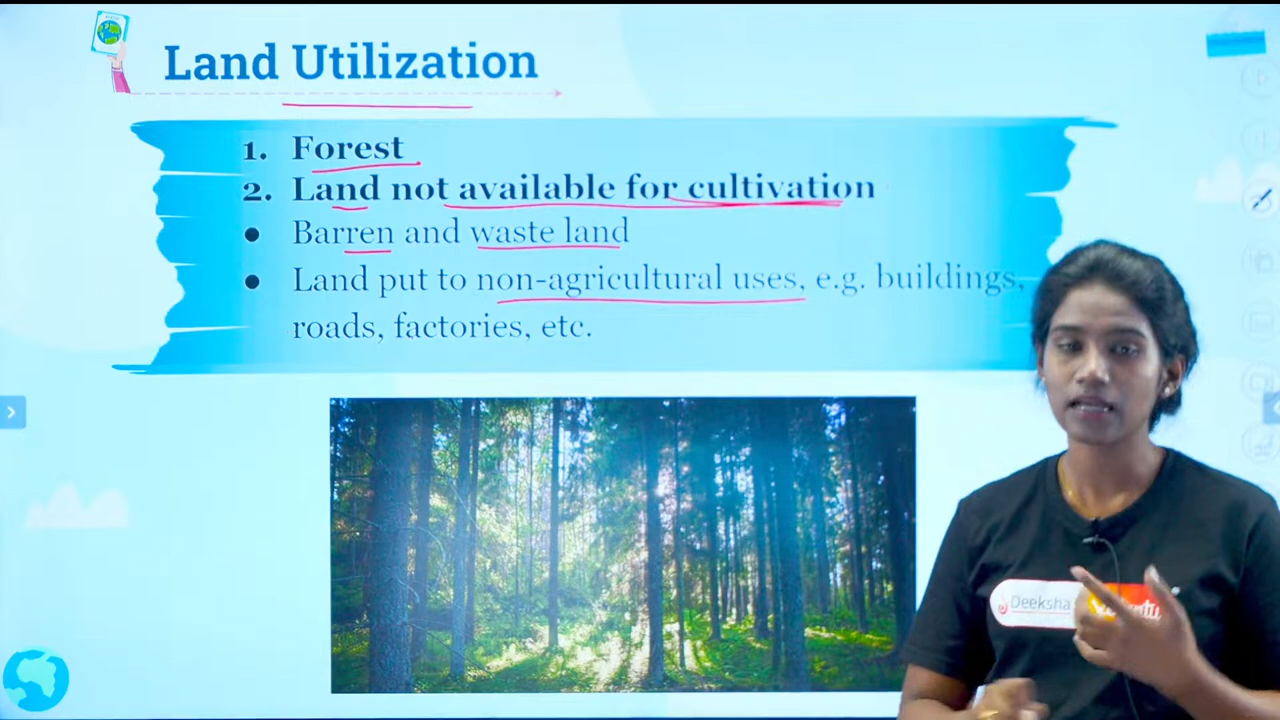 Land Utilization
1. Forest
2. Land not available for cultivation
● Barren and waste land
● Land put to non-agricultural uses, e.g. buildings,
roads, factories, etc.
Deeksha